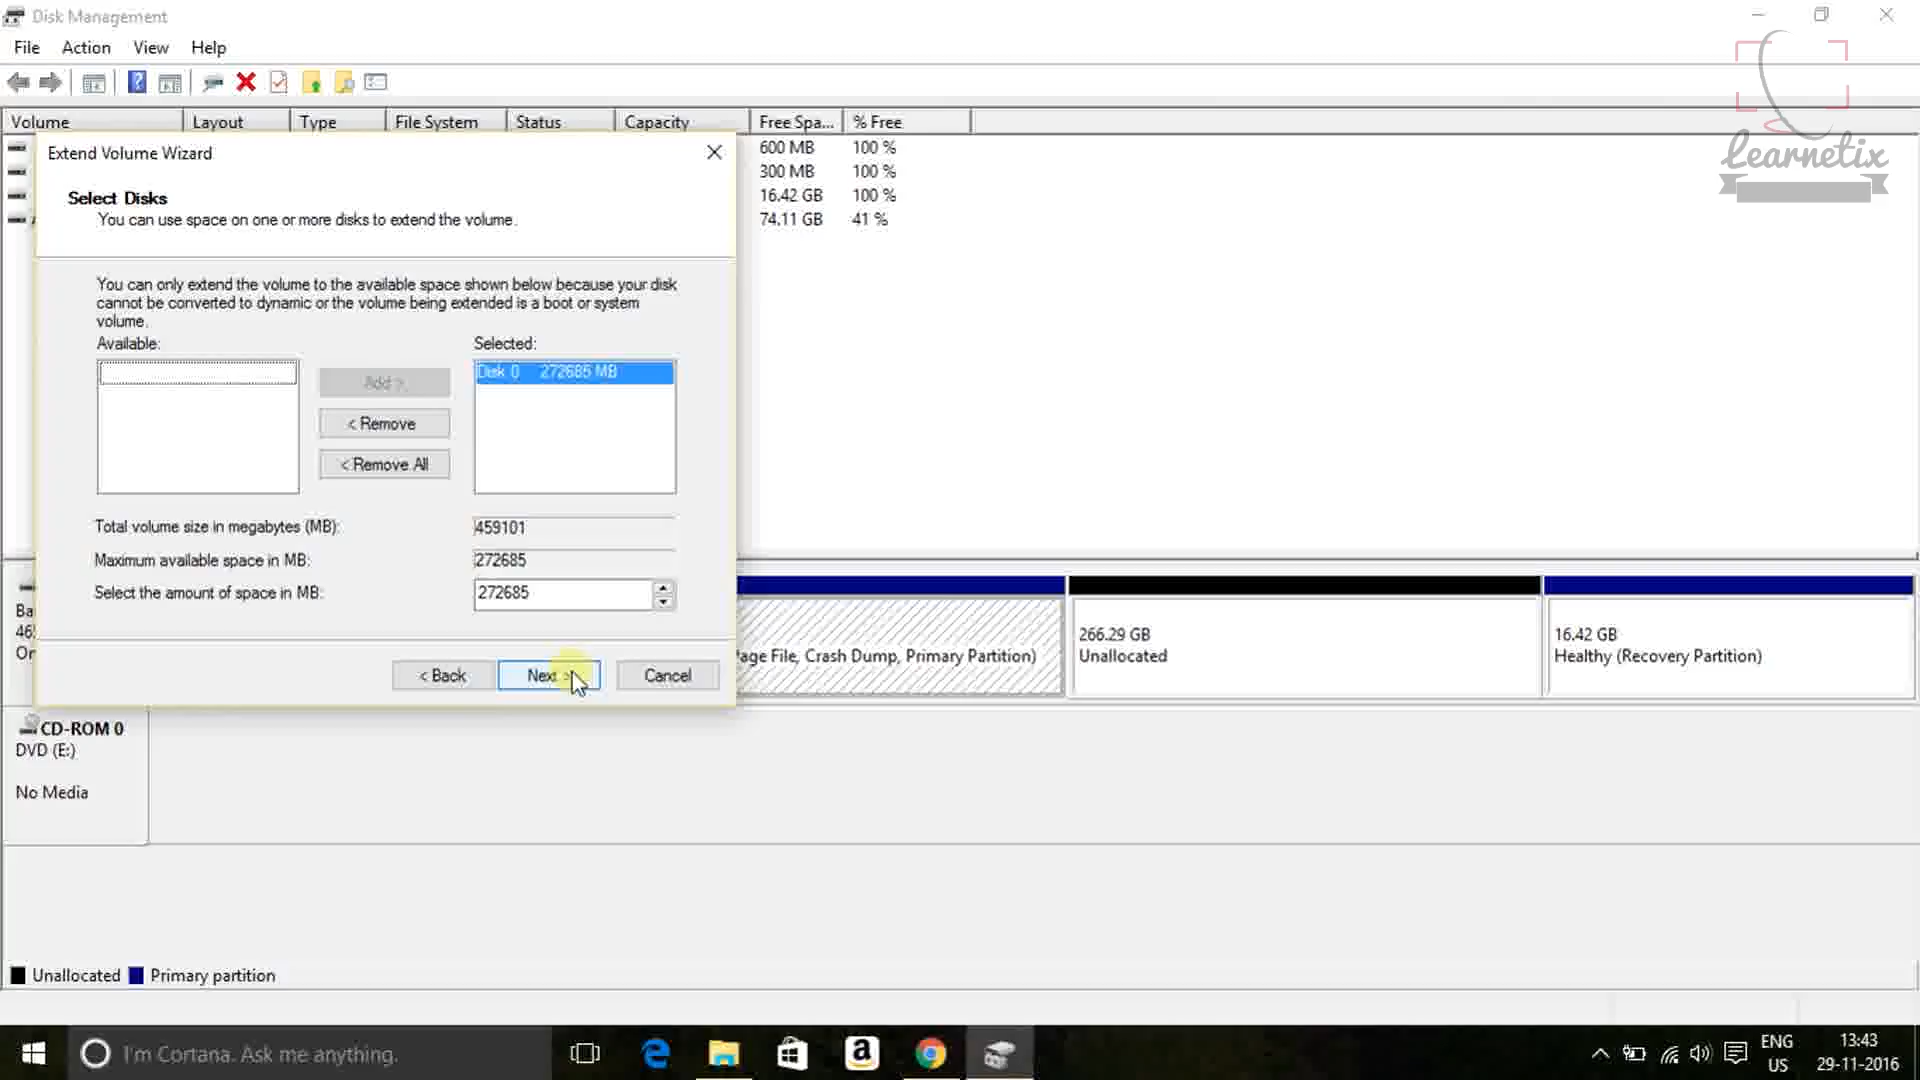 Disk Management
File Action View Help
Volume Layout Type File System Status Capacity Free Spa... % Free
600 MB 100 %
300 MB 100 %
16.42 GB 100 %
74.11 GB 41 %
Learnetix
Extend Volume Wizard
Select Disks
You can use space on one or more disks to extend the volume.
You can only extend the volume to the available space shown below because your disk
cannot be converted to dynamic or the volume being extended is a boot or system
volume.
Available: Selected:
Disk 0 272685 MB
Add >
< Remove
< Remove All
Total volume size in megabytes (MB): 459101
Maximum available space in MB: 272685
Select the amount of space in MB: 272685
< Back Next > Cancel
Ba
46
On
age File, Crash Dump, Primary Partition)
266.29 GB
Unallocated
16.42 GB
Healthy (Recovery Partition)
CD-ROM 0
DVD (E:)
No Media
Unallocated Primary partition
I'm Cortana. Ask me anything.
ENG
US
13:43
29-11-2016